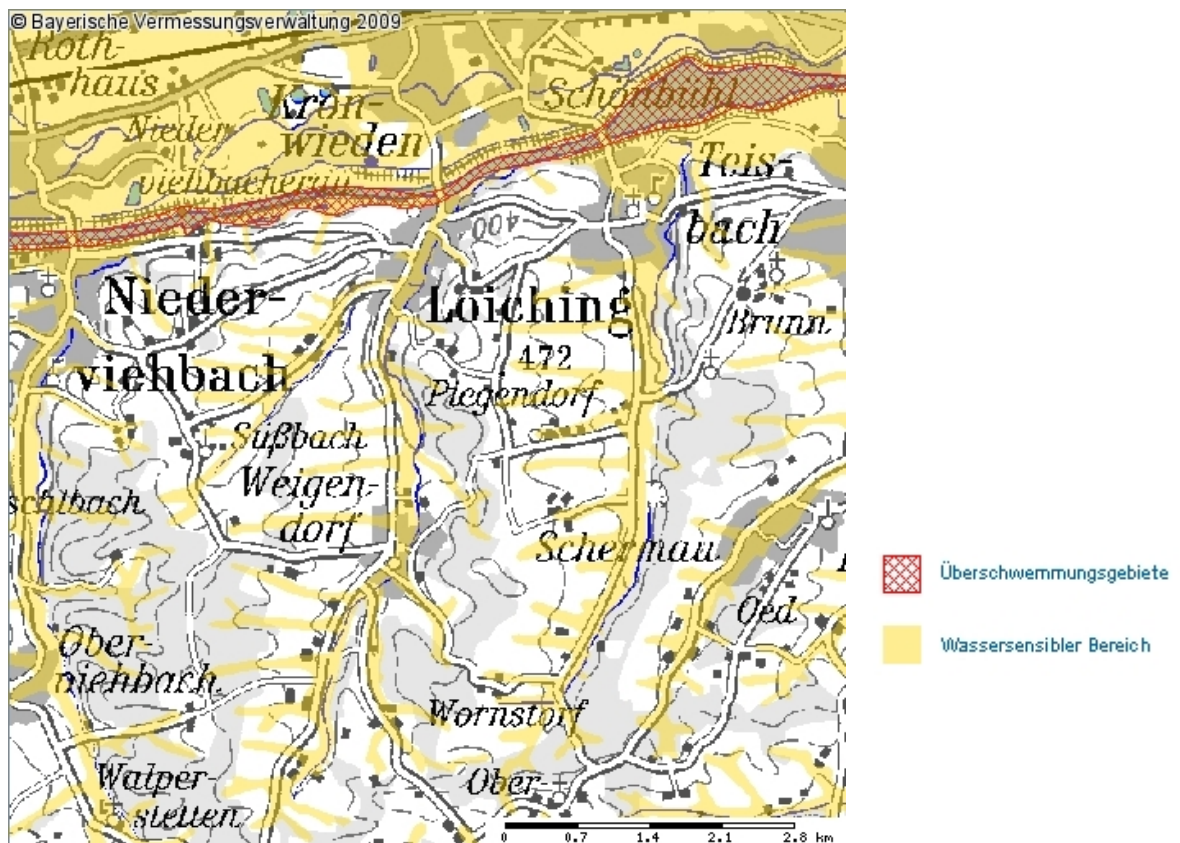 © Bayerische Vermessungsverwaltung 2009
Roth-
haus
Kron-
wieden
Schönbühl
Nieder-
viehbacherau
Teis-
bach
400
Nieder-
viehbach
Loiching
472
Piegendorf
Brunn
Süßbach
Weigen-
dorf
schlbach
Schermau
Oed
Ober-
viehbach
Wornstorf
Walper-
stetten
Ober-
0 0.7 1.4 2.1 2.8 km
Überschwemmungsgebiete
Wassersensibler Bereich